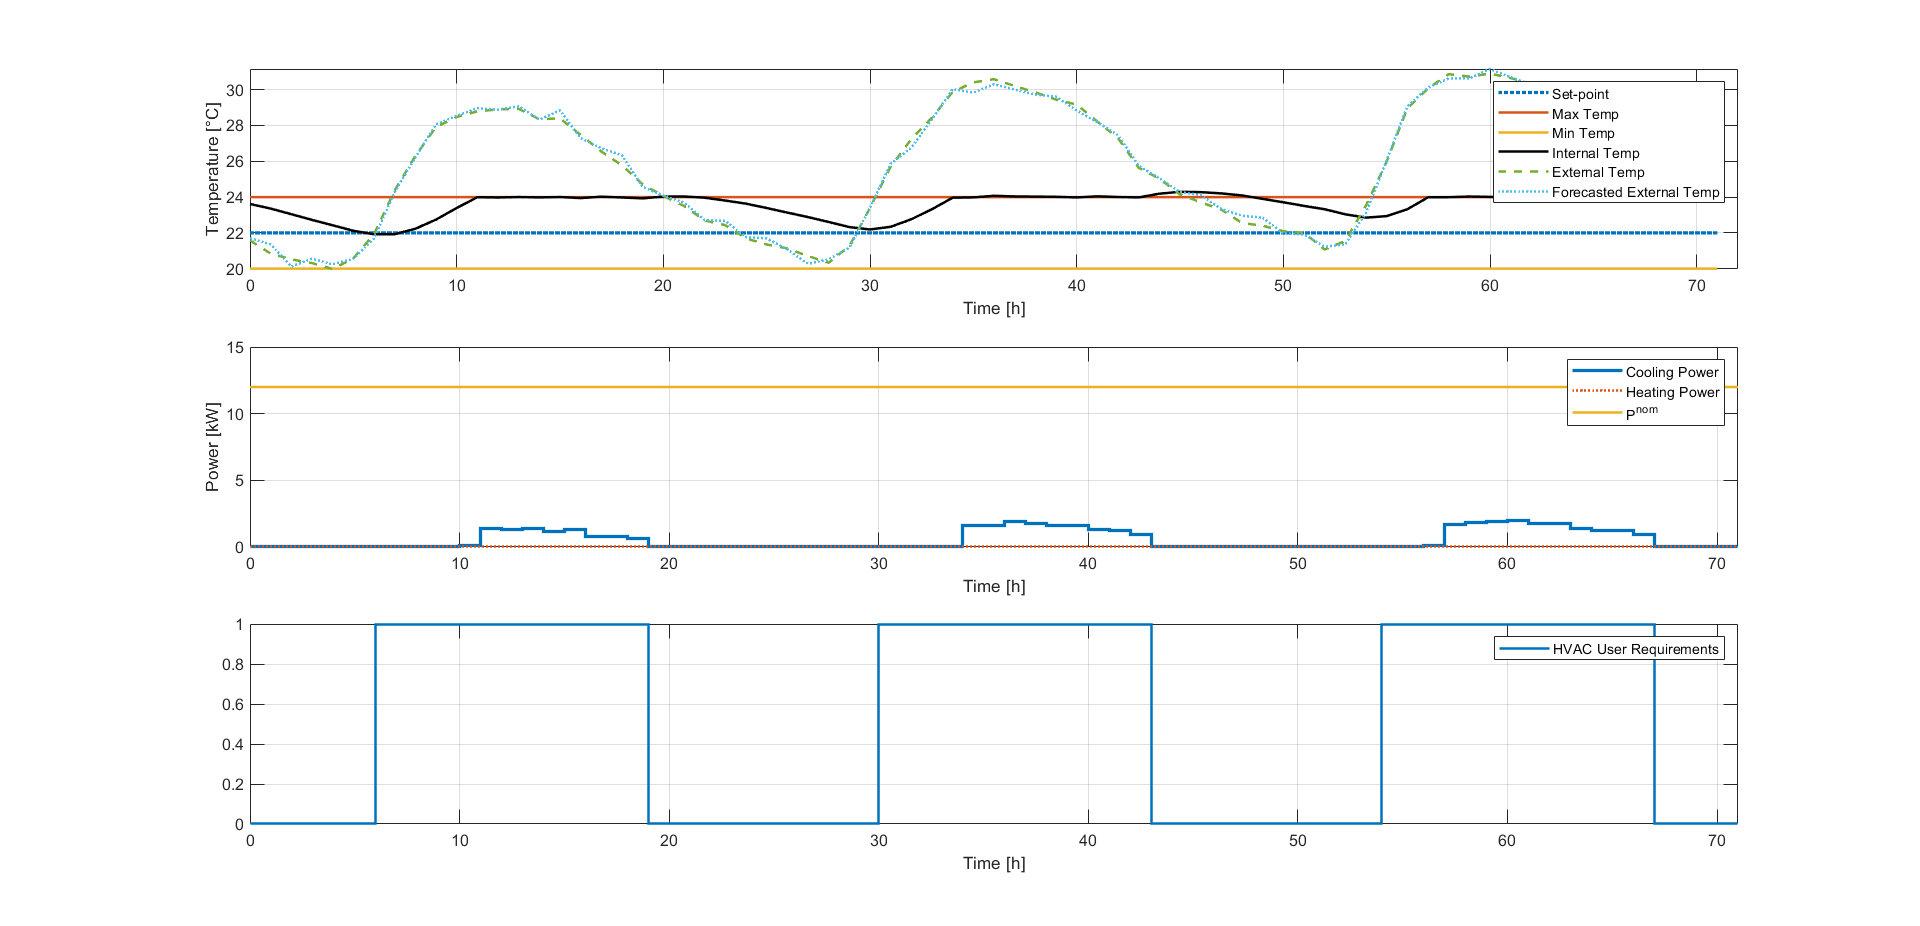 30
28
26
24
22
20
Temperature [°C]
Set-point
Max Temp
Min Temp
Internal Temp
External Temp
Forecasted External Temp
0 10 20 30 40 50 60 70
Time [h]
15
10
5
0
Power [kW]
Cooling Power
Heating Power
P^nom
0 10 20 30 40 50 60 70
Time [h]
1
0.8
0.6
0.4
0.2
0
HVAC User Requirements
0 10 20 30 40 50 60 70
Time [h]